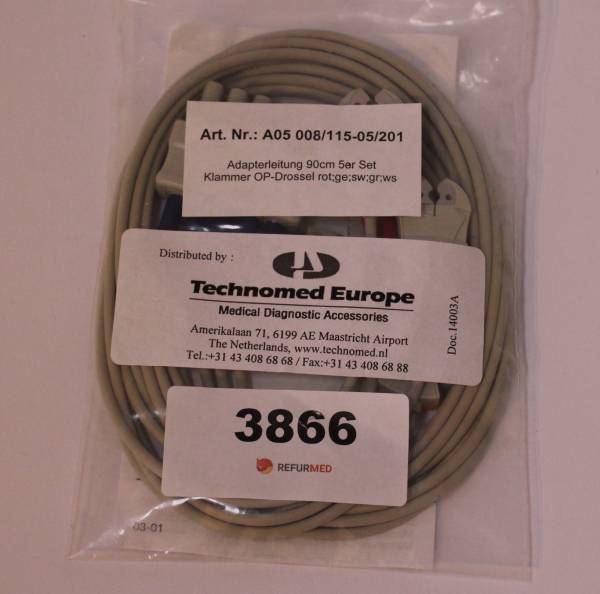 Art. Nr.: A05 008/115-05/201
Adapterleitung 90cm 5er Set
Klammer OP-Drossel rot;ge;sw;gr;ws
Distributed by :
Technomed Europe
Medical Diagnostic Accessories
Amerikalaan 71, 6199 AE Maastricht Airport
The Netherlands, www.technomed.nl
Tel.:+31 43 408 68 68 / Fax:+31 43 408 68 88
Doc.14003A
3866
REFURMED
03-01